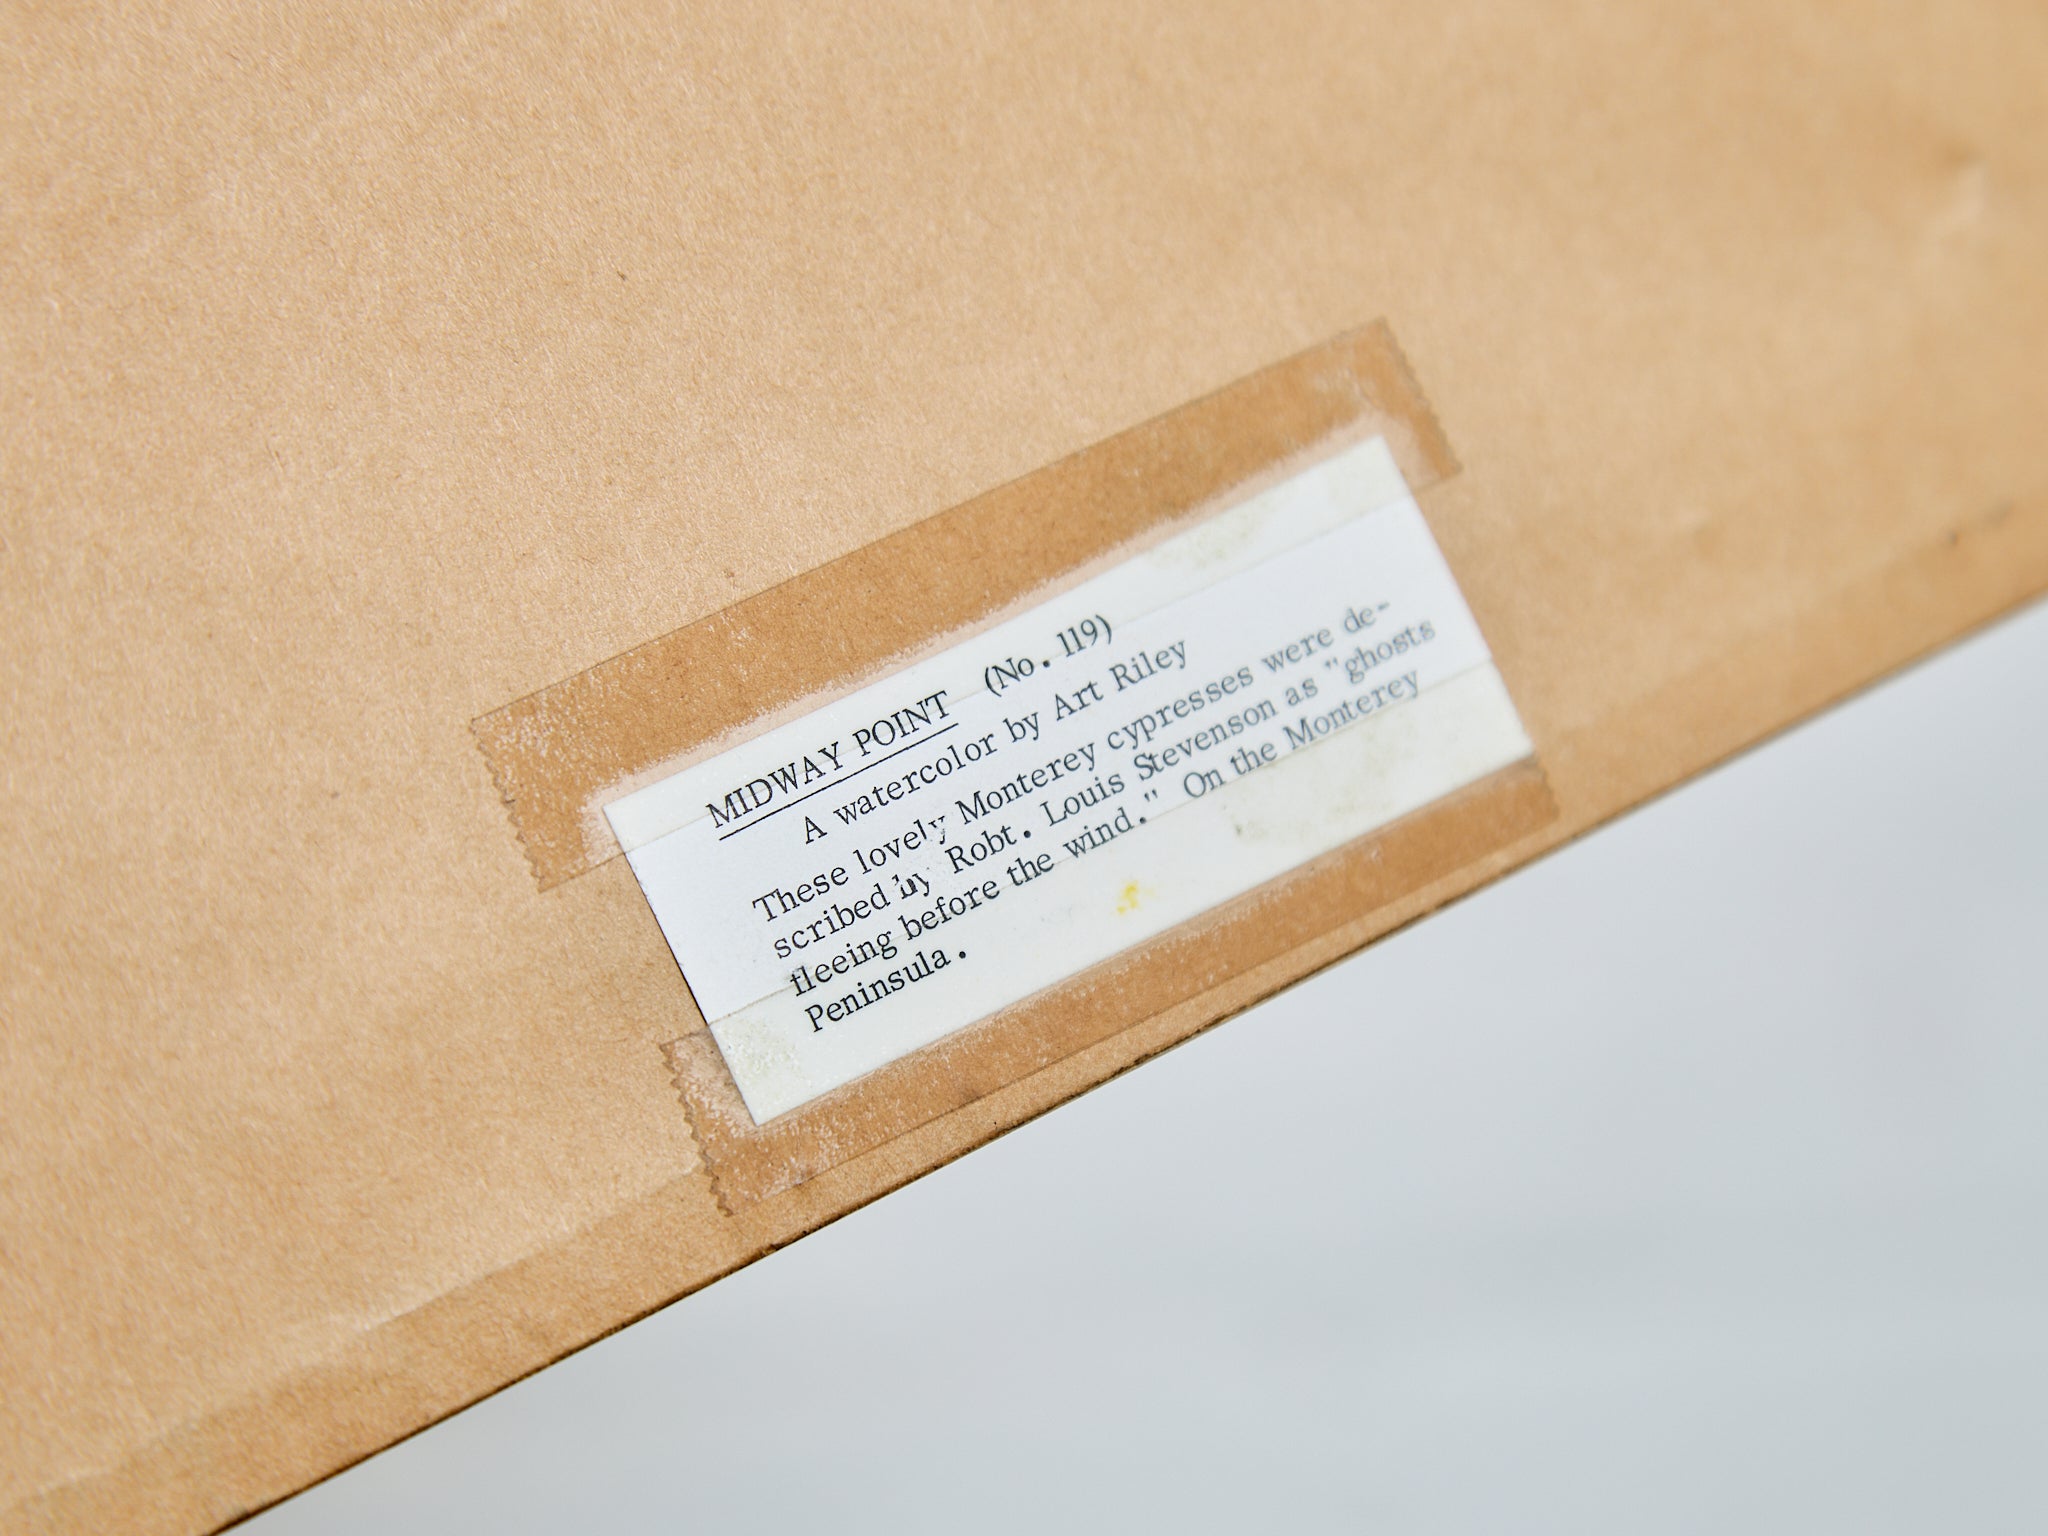 MIDWAY POINT (No. 119)
A watercolor by Art Riley
These lovely Monterey cypresses were de-
scribed by Robt. Louis Stevenson as "ghosts
fleeing before the wind." On the Monterey
Peninsula.